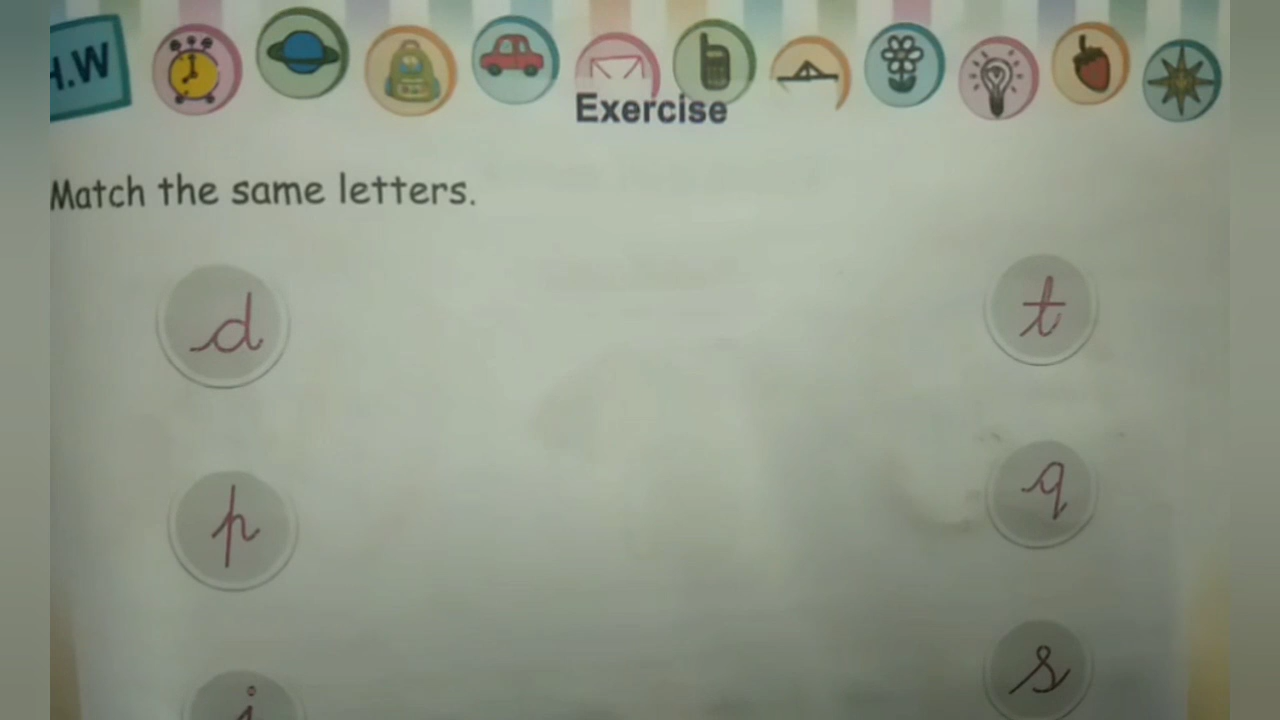 H.W
Exercise
Match the same letters.
d t
p q
i s